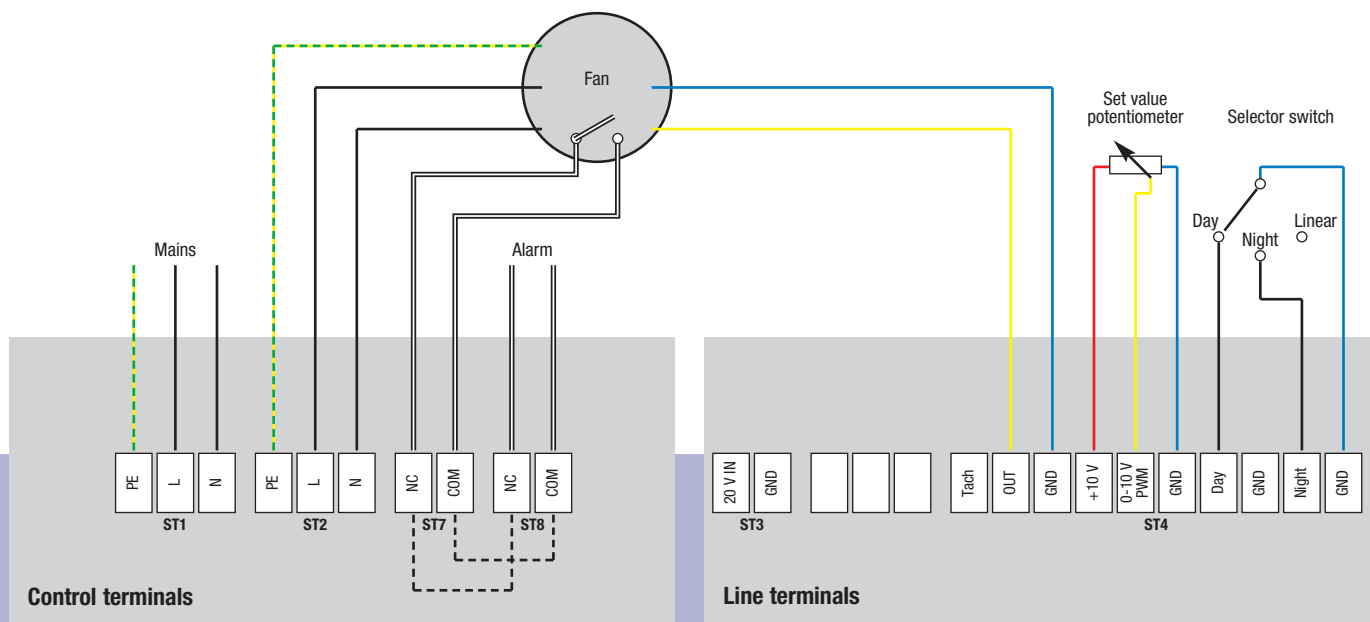 Fan
Set value
potentiometer
Selector switch
Day
Linear
Night
Mains
Alarm
PE
L
N
PE
L
N
NC
COM
NC
COM
20 V IN
GND
Tach
OUT
GND
+10 V
0-10 V
PWM
GND
Day
GND
Night
GND
ST1
ST2
ST7
ST8
ST3
ST4
Control terminals
Line terminals